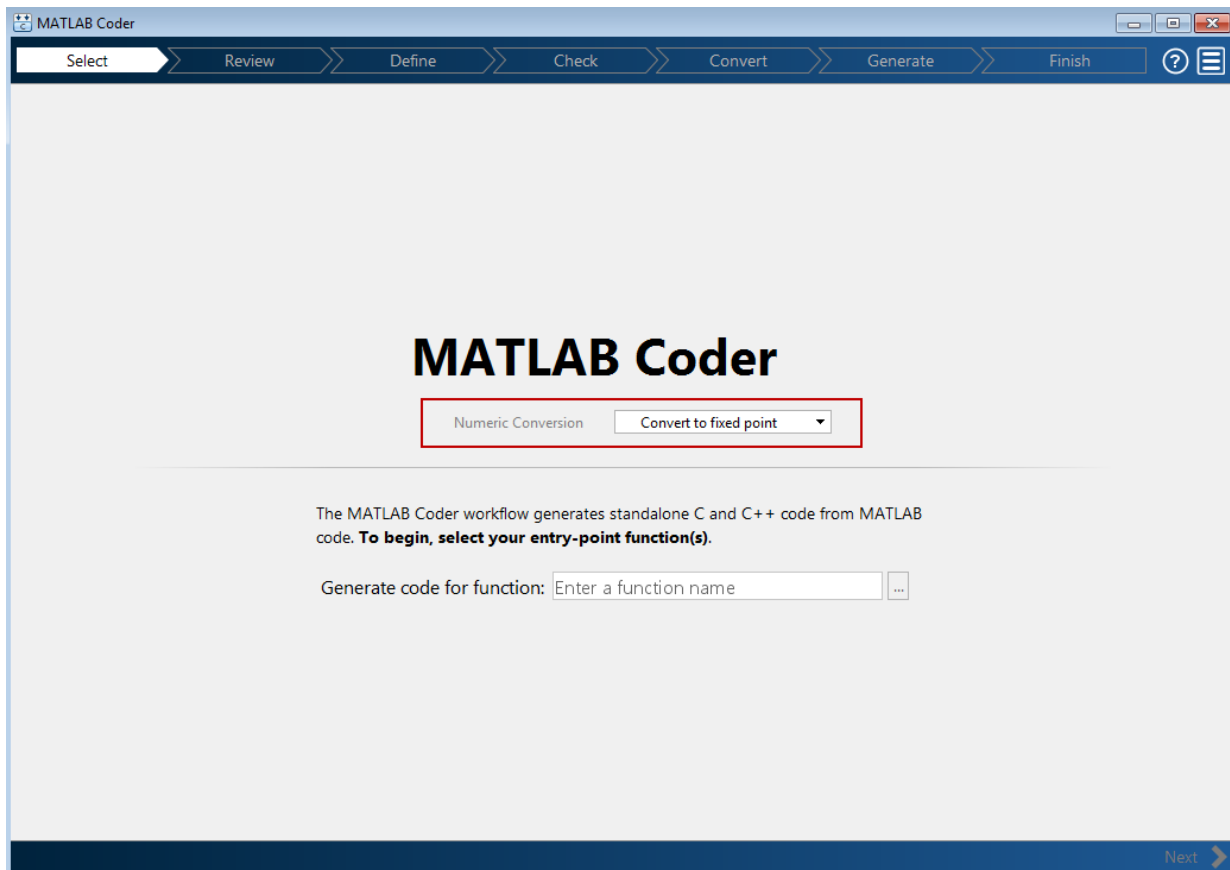 MATLAB Coder
Select
Review
Define
Check
Convert
Generate
Finish
?
MATLAB Coder
Numeric Conversion
Convert to fixed point
The MATLAB Coder workflow generates standalone C and C++ code from MATLAB
code. To begin, select your entry-point function(s).
Generate code for function: Enter a function name
...
Next